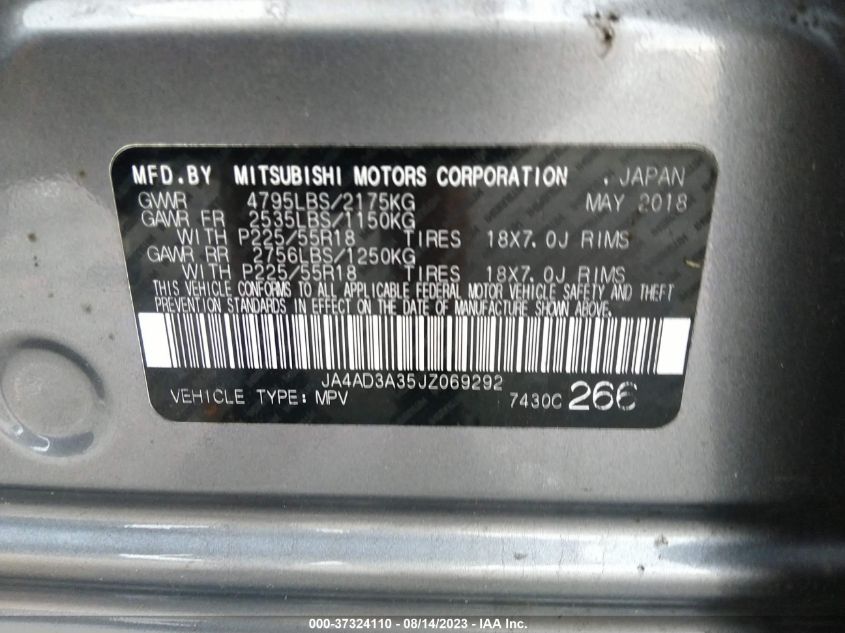 MFD.BY MITSUBISHI MOTORS CORPORATION , JAPAN
GVWR 4795LBS/2175KG MAY 2018
GAWR FR 2535LBS/1150KG
WITH P225/55R18 TIRES 18X7.0J RIMS
GAWR RR 2756LBS/1250KG
WITH P225/55R18 TIRES 18X7.0J RIMS
THIS VEHICLE CONFORMS TO ALL APPLICABLE FEDERAL MOTOR VEHICLE SAFETY AND THEFT
PREVENTION STANDARDS IN EFFECT ON THE DATE OF MANUFACTURE SHOWN ABOVE.
JA4AD3A35JZ069292
VEHICLE TYPE: MPV 7430C 266
000-37324110 - 08/14/2023 - IAA Inc.